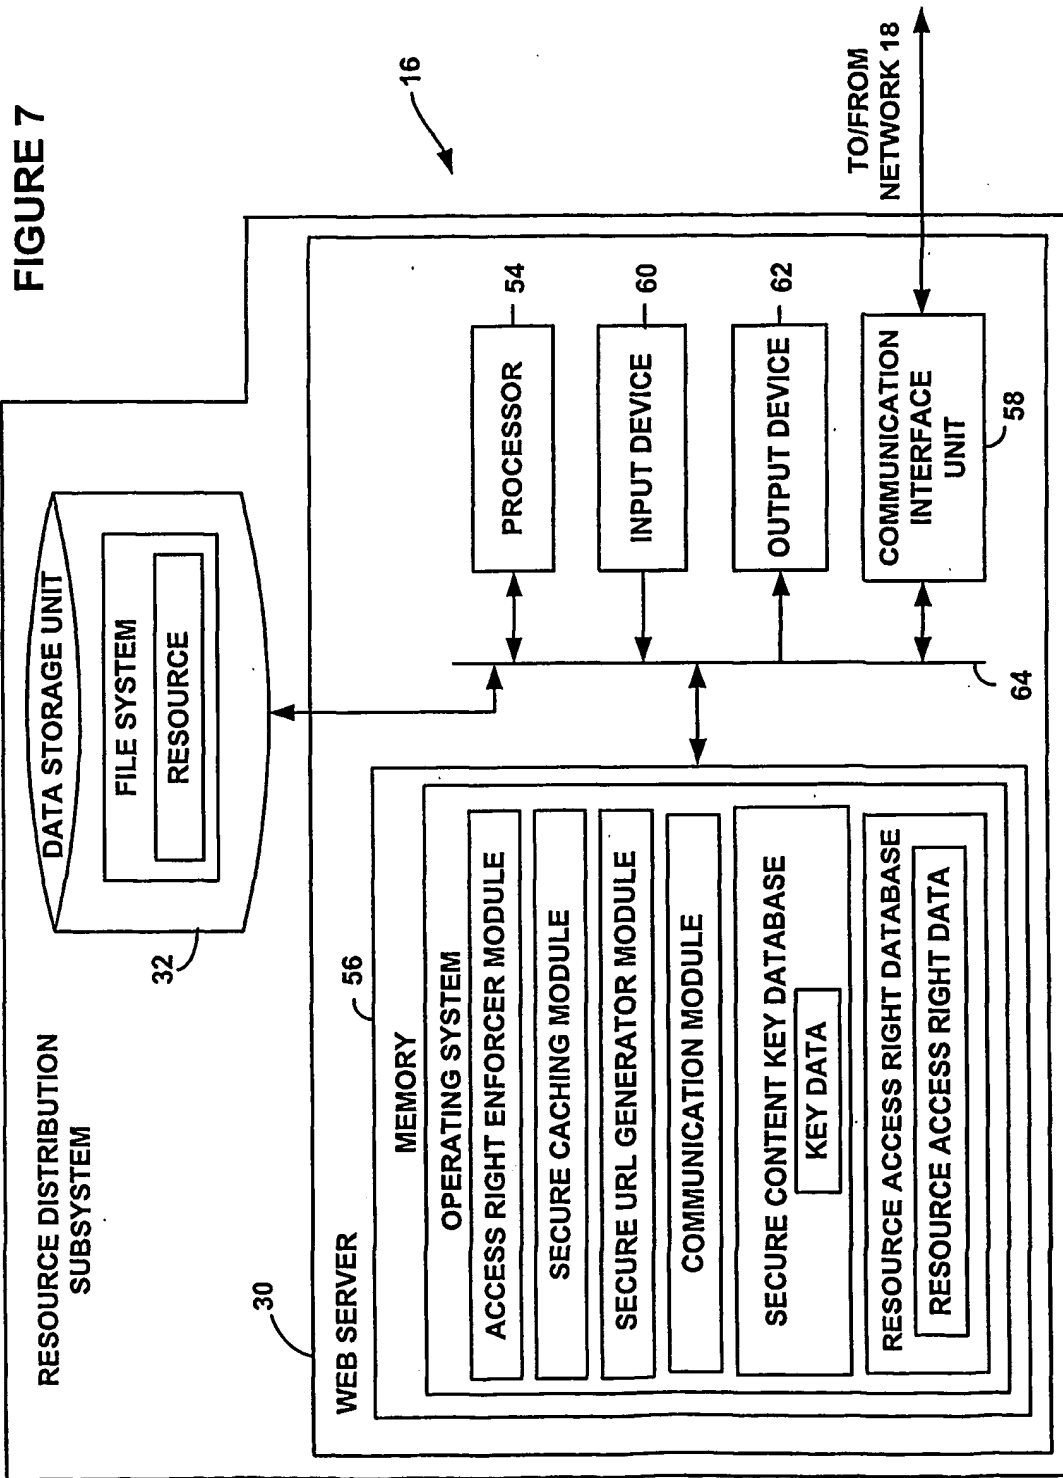 FIGURE 7
RESOURCE DISTRIBUTION
SUBSYSTEM
DATA STORAGE UNIT
FILE SYSTEM
RESOURCE
32
16
30
WEB SERVER
56
MEMORY
OPERATING SYSTEM
ACCESS RIGHT ENFORCER MODULE
SECURE CACHING MODULE
SECURE URL GENERATOR MODULE
COMMUNICATION MODULE
SECURE CONTENT KEY DATABASE
KEY DATA
RESOURCE ACCESS RIGHT DATABASE
RESOURCE ACCESS RIGHT DATA
PROCESSOR
54
INPUT DEVICE
60
OUTPUT DEVICE
62
COMMUNICATION
INTERFACE
UNIT
58
64
TO/FROM
NETWORK 18